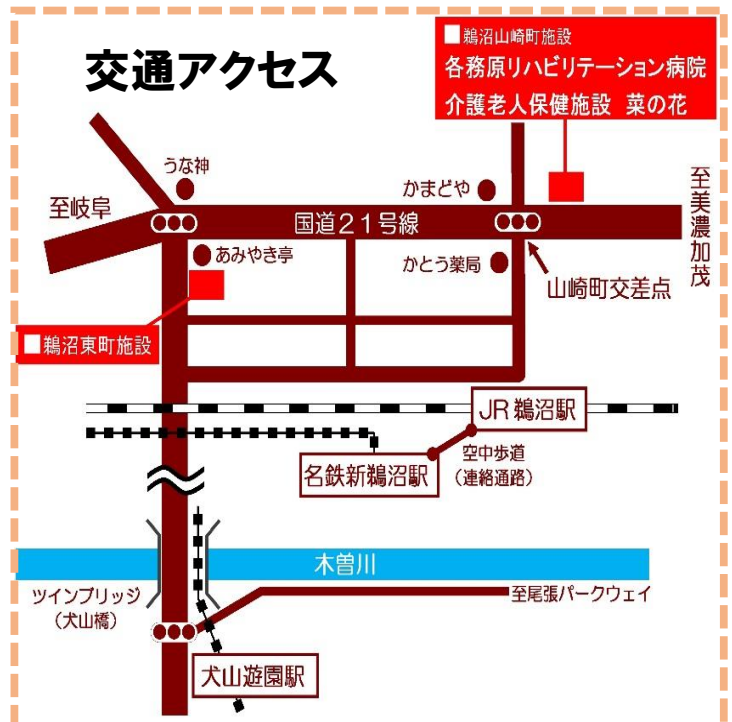 交通アクセス
■鵜沼山崎町施設
各務原リハビリテーション病院
介護老人保健施設 菜の花
うな神
かまどや
至岐阜
国道21号線
至美濃加茂
あみやき亭
かとう薬局
山崎町交差点
■鵜沼東町施設
JR鵜沼駅
名鉄新鵜沼駅
空中歩道
(連絡通路)
木曽川
ツインブリッジ
(犬山橋)
至尾張パークウェイ
犬山遊園駅